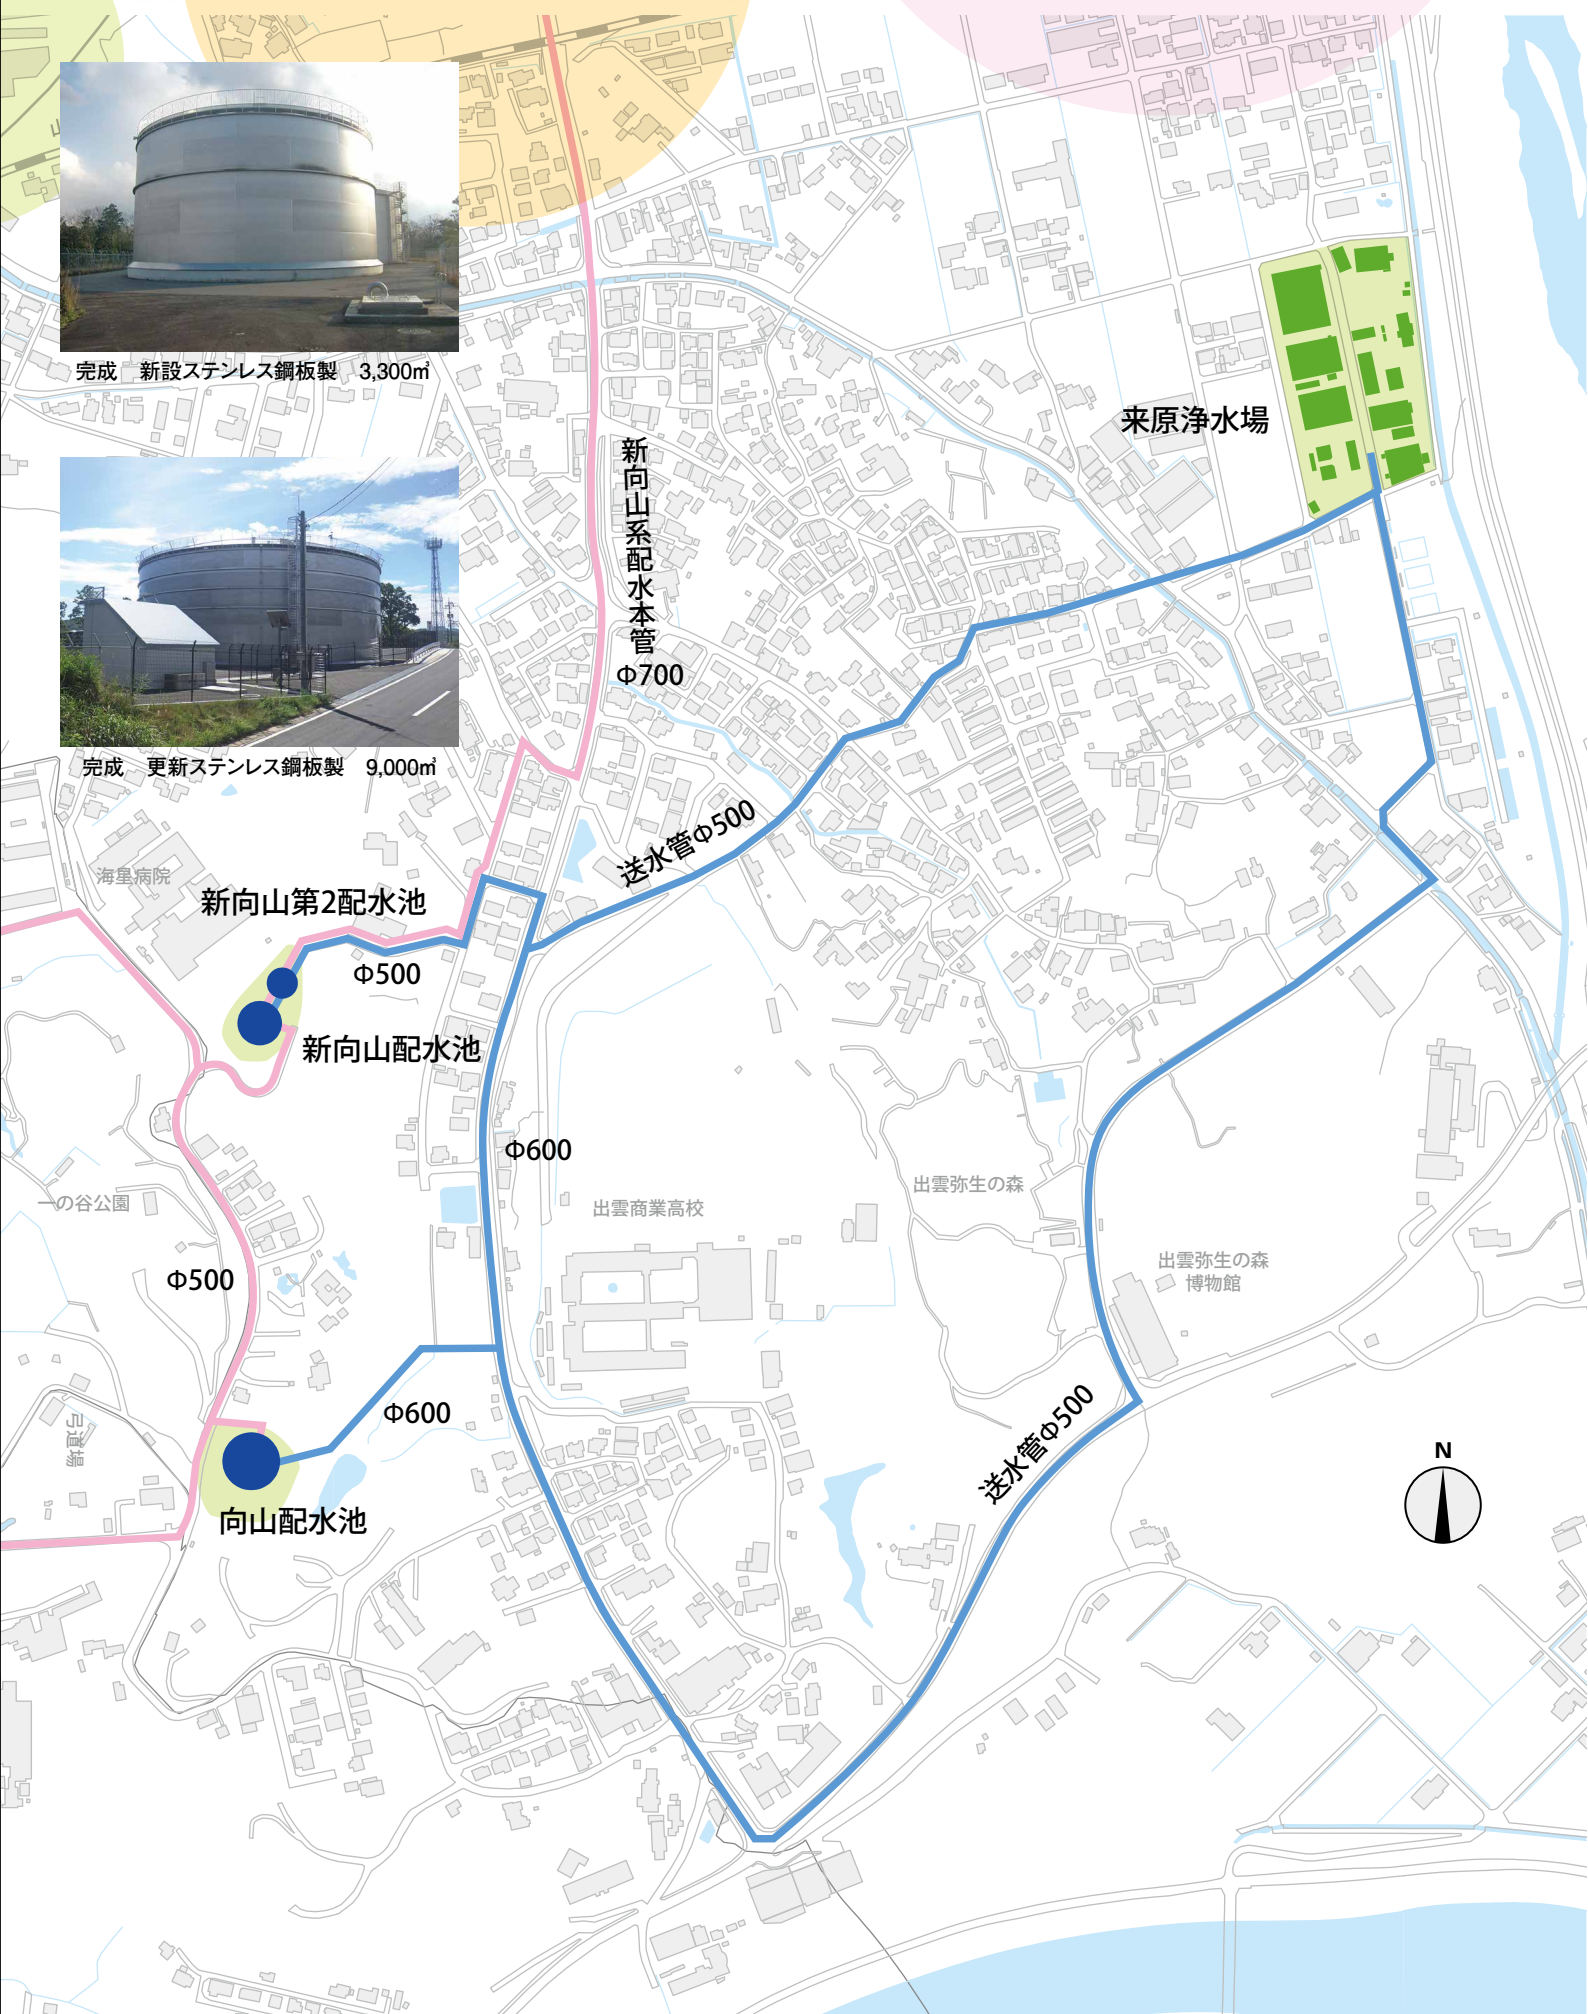 完成 新設ステンレス鋼板製 3,300㎥
来原浄水場
新向山系配水本管
Φ700
完成 更新ステンレス鋼板製 9,000㎥
送水管Φ500
海星病院
新向山第2配水池
Φ500
新向山配水池
Φ600
出雲弥生の森
一の谷公園
出雲商業高校
出雲弥生の森
博物館
Φ500
Φ600
弓道場
送水管Φ500
N
向山配水池